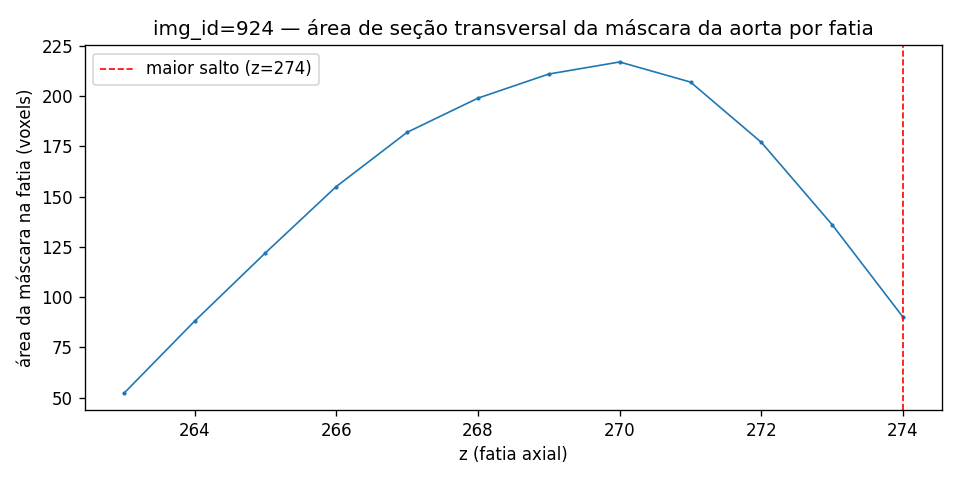 img_id=924 — área de seção transversal da máscara da aorta por fatia
maior salto (z=274)
área da máscara na fatia (voxels)
225
200
175
150
125
100
75
50
264 266 268 270 272 274
z (fatia axial)